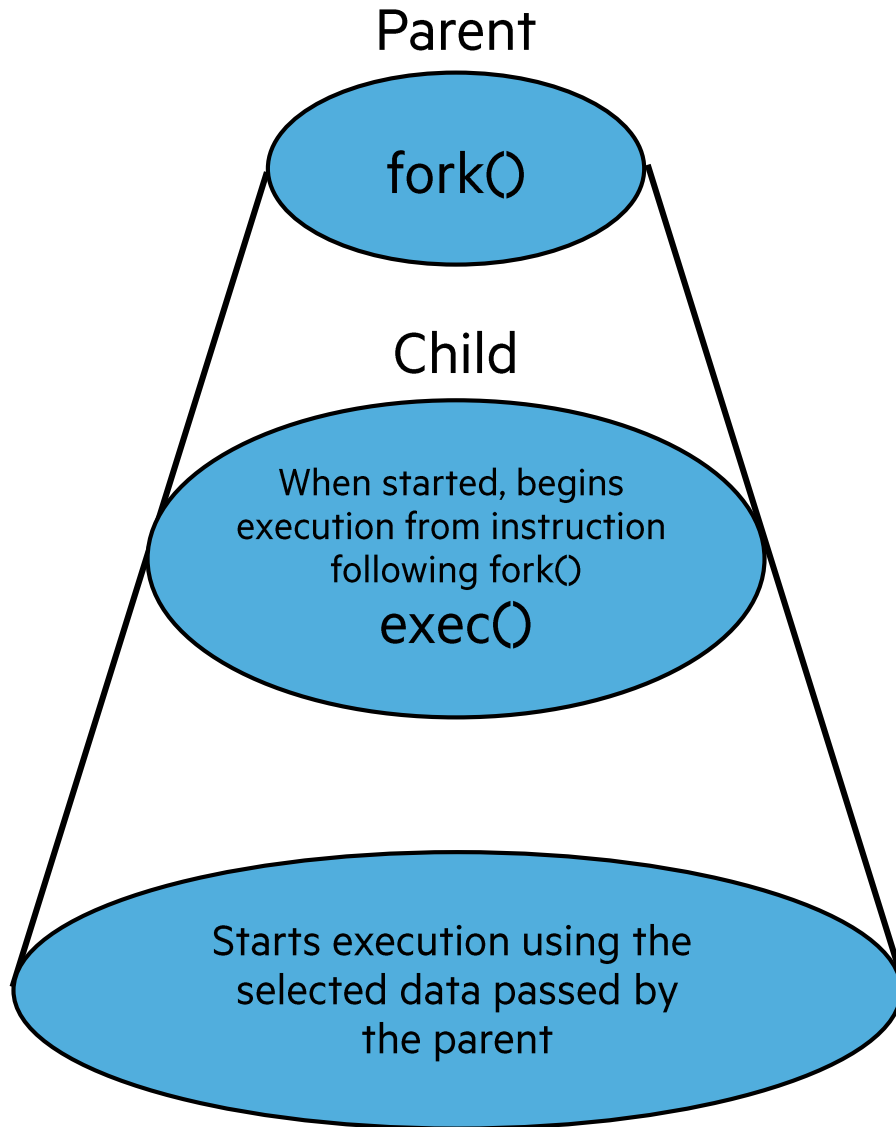 Parent
fork()
Child
When started, begins
execution from instruction
following fork()
exec()
Starts execution using the
selected data passed by
the parent